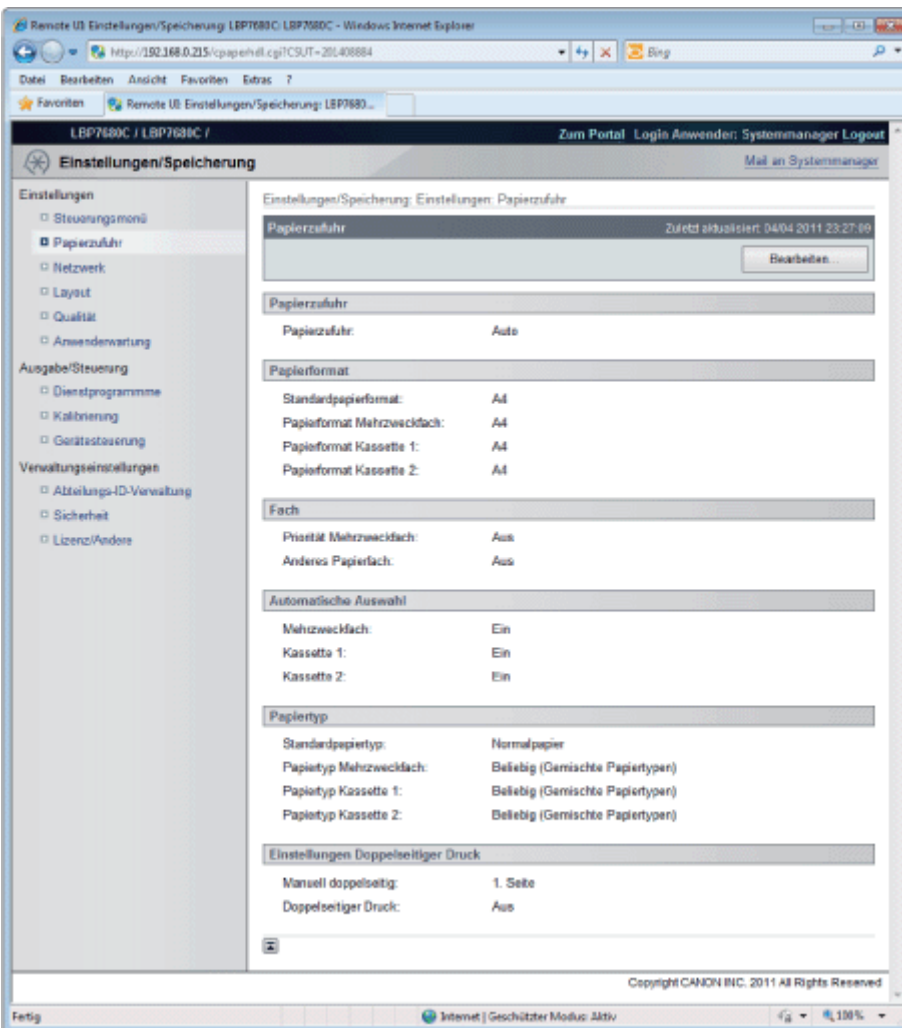 Remote UI: Einstellungen/Speicherung: LBP7680C: LBP7680C - Windows Internet Explorer
http://192.168.0.215/cpaperhdl.cgi?CSUT=201408884
Bing
Datei Bearbeiten Ansicht Favoriten Extras ?
Favoriten Remote UI: Einstellungen/Speicherung: LBP7680...
LBP7680C / LBP7680C / Zum Portal Login Anwender: Systemmanager Logout
Einstellungen/Speicherung Mail an Systemmanager
Einstellungen
Steuerungsmenü
Papierzufuhr
Netzwerk
Layout
Qualität
Anwenderwartung
Ausgabe/Steuerung
Dienstprogrammme
Kalibrierung
Gerätesteuerung
Verwaltungseinstellungen
Abteilungs-ID-Verwaltung
Sicherheit
Lizenz/Andere
Einstellungen/Speicherung: Einstellungen: Papierzufuhr
Papierzufuhr Zuletzt aktualisiert: 04/04 2011 23:27:09
Bearbeiten...
Papierzufuhr
Papierzufuhr: Auto
Papierformat
Standardpapierformat: A4
Papierformat Mehrzweckfach: A4
Papierformat Kassette 1: A4
Papierformat Kassette 2: A4
Fach
Priorität Mehrzweckfach: Aus
Anderes Papierfach: Aus
Automatische Auswahl
Mehrzweckfach: Ein
Kassette 1: Ein
Kassette 2: Ein
Papiertyp
Standardpapiertyp: Normalpapier
Papiertyp Mehrzweckfach: Beliebig (Gemischte Papiertypen)
Papiertyp Kassette 1: Beliebig (Gemischte Papiertypen)
Papiertyp Kassette 2: Beliebig (Gemischte Papiertypen)
Einstellungen Doppelseitiger Druck
Manuell doppelseitig: 1. Seite
Doppelseitiger Druck: Aus
Copyright CANON INC. 2011 All Rights Reserved
Fertig Internet | Geschützter Modus: Aktiv 100%